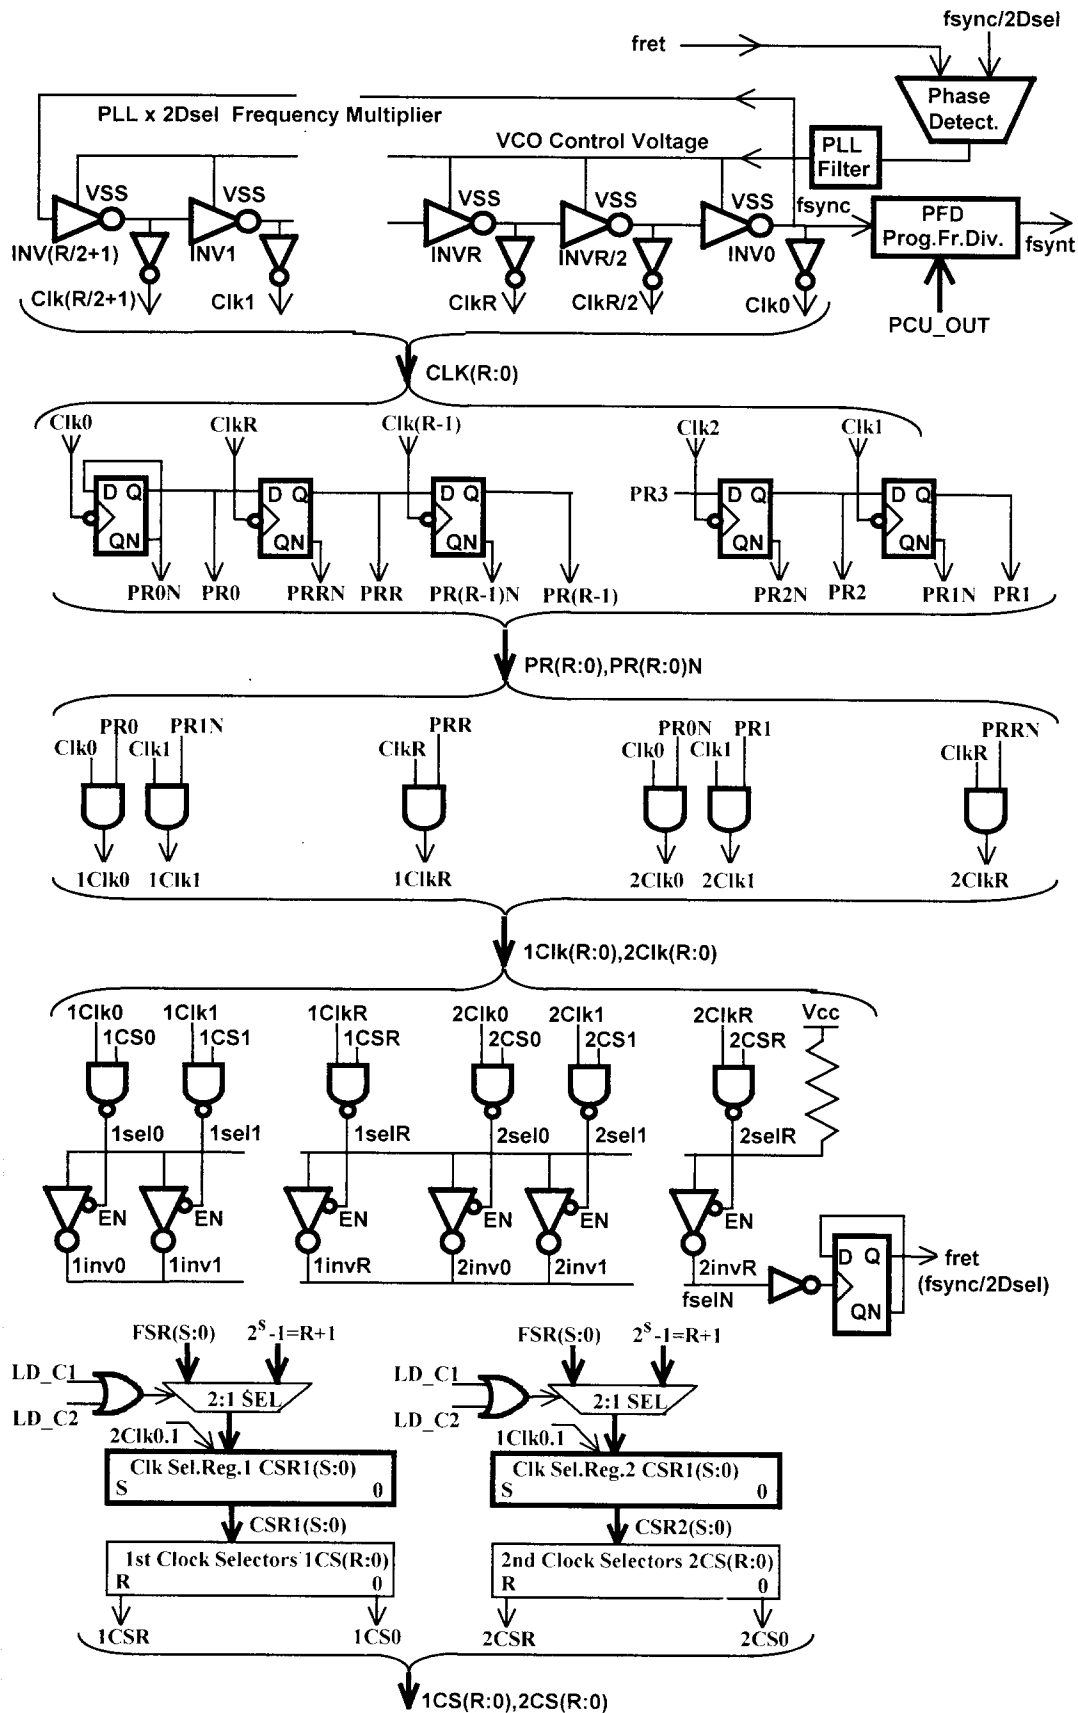 fsync/2Dsel
fret
Phase
Detect.
PLL x 2Dsel Frequency Multiplier
VCO Control Voltage
PLL
Filter
VSS
VSS
VSS
VSS
VSS
fsync
PFD
Prog.Fr.Div.
fsynt
INV(R/2+1)
INV1
INVR
INVR/2
INV0
Clk(R/2+1)
Clk1
ClkR
ClkR/2
Clk0
PCU_OUT
CLK(R:0)
Clk0
ClkR
Clk(R-1)
Clk2
Clk1
D Q
QN
D Q
QN
D Q
QN
PR3
D Q
QN
D Q
QN
PR0N
PR0
PRRN
PRR
PR(R-1)N
PR(R-1)
PR2N
PR2
PR1N
PR1
PR(R:0),PR(R:0)N
PR0
Clk0
PR1N
Clk1
PRR
ClkR
PR0N
Clk0
PR1
Clk1
PRRN
ClkR
1Clk0
1Clk1
1ClkR
2Clk0
2Clk1
2ClkR
1Clk(R:0),2Clk(R:0)
1Clk0
1CS0
1Clk1
1CS1
1ClkR
1CSR
2Clk0
2CS0
2Clk1
2CS1
2ClkR
2CSR
Vcc
1sel0
1sel1
1selR
2sel0
2sel1
2selR
EN
EN
EN
EN
EN
EN
1inv0
1inv1
1invR
2inv0
2inv1
2invR
fselN
D Q
QN
fret
(fsync/2Dsel)
FSR(S:0)
2^S-1=R+1
LD_C1
LD_C2
2:1 SEL
2Clk0.1
Clk Sel.Reg.1 CSR1(S:0)
S 0
CSR1(S:0)
1st Clock Selectors 1CS(R:0)
R 0
1CSR
1CS0
FSR(S:0)
2^S-1=R+1
LD_C1
LD_C2
2:1 SEL
1Clk0.1
Clk Sel.Reg.2 CSR1(S:0)
S 0
CSR2(S:0)
2nd Clock Selectors 2CS(R:0)
R 0
2CSR
2CS0
1CS(R:0),2CS(R:0)